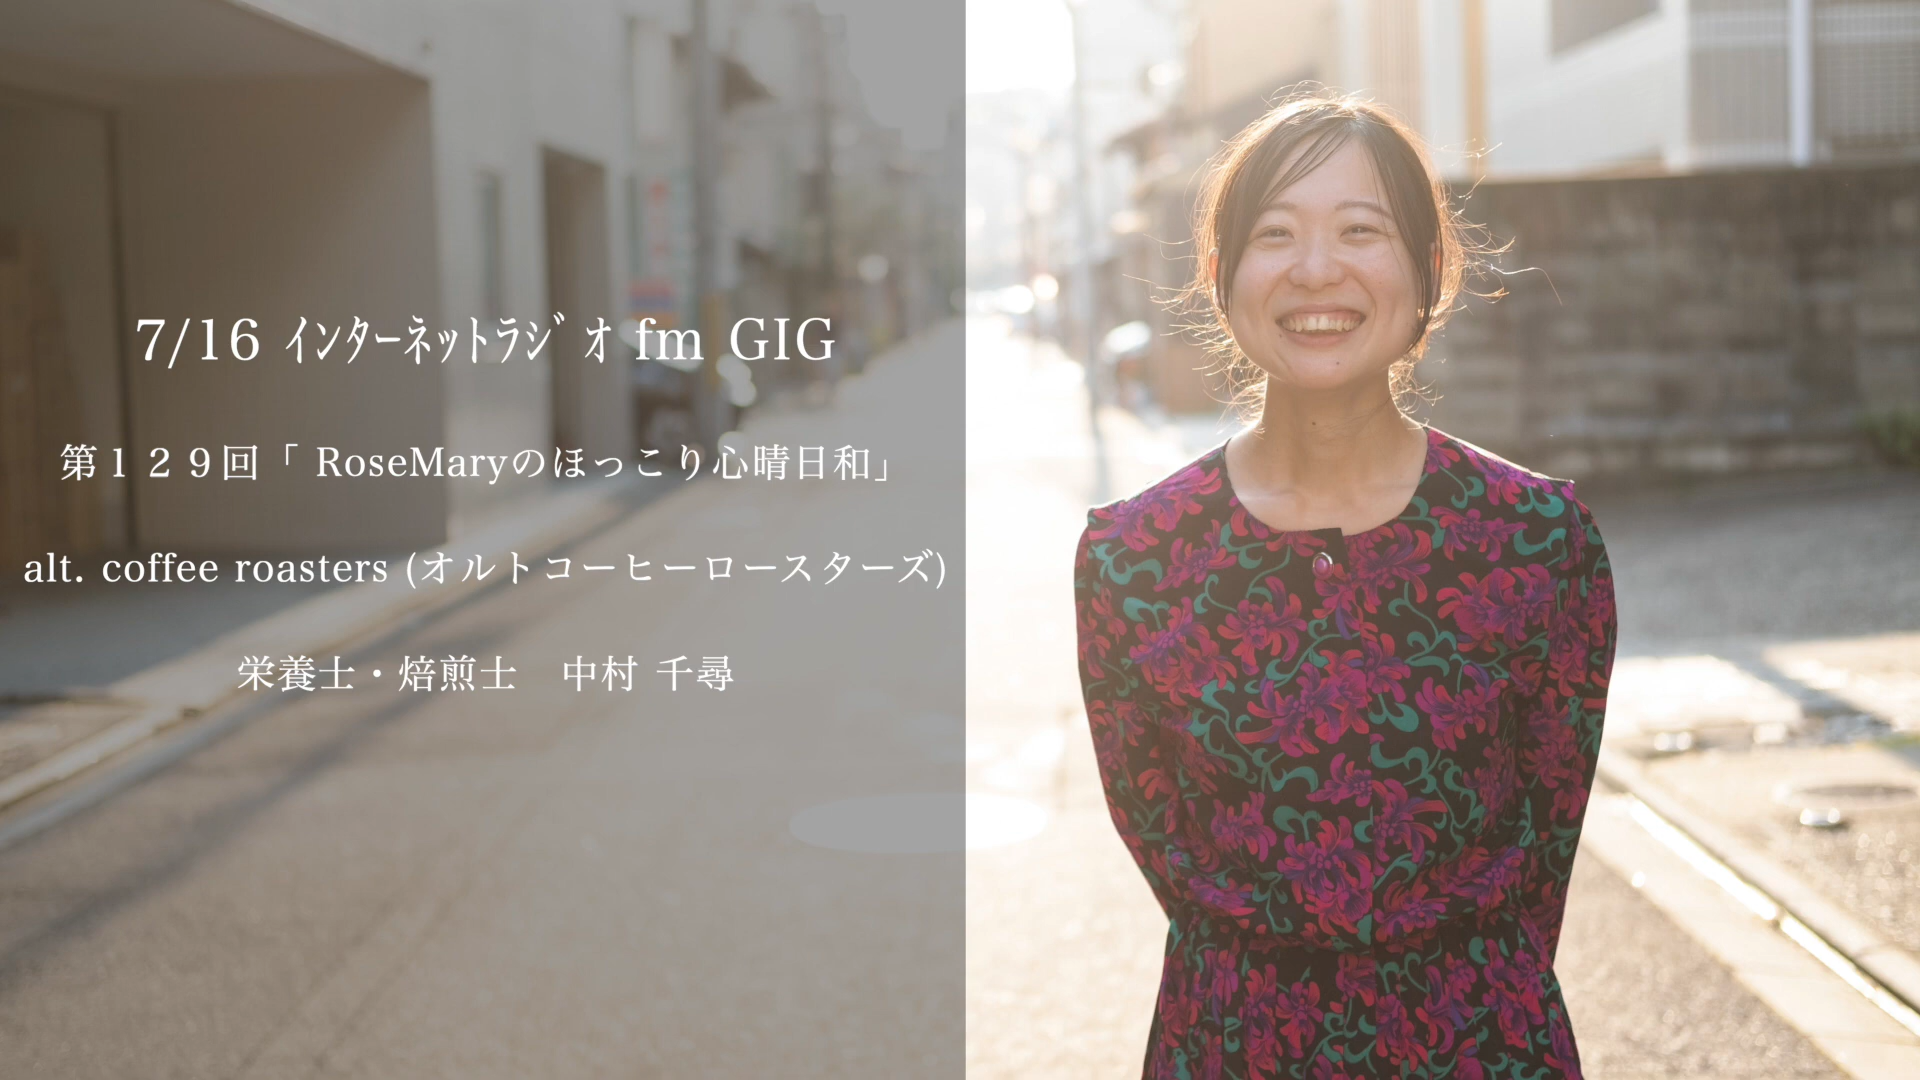 7/16 ｲﾝﾀｰﾈｯﾄﾗｼﾞｵ fm GIG
第１２９回「 RoseMaryのほっこり心晴日和」
alt. coffee roasters (オルトコーヒーロースターズ)
栄養士・焙煎士　中村 千尋